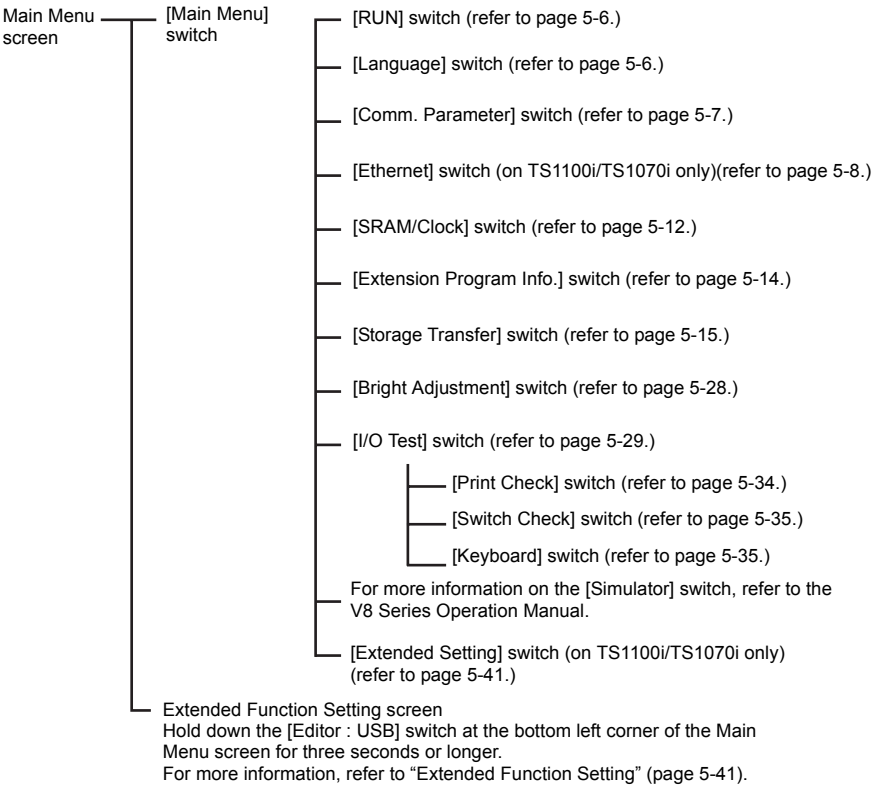 Main Menu
screen
[Main Menu]
switch
[RUN] switch (refer to page 5-6.)
[Language] switch (refer to page 5-6.)
[Comm. Parameter] switch (refer to page 5-7.)
[Ethernet] switch (on TS1100i/TS1070i only)(refer to page 5-8.)
[SRAM/Clock] switch (refer to page 5-12.)
[Extension Program Info.] switch (refer to page 5-14.)
[Storage Transfer] switch (refer to page 5-15.)
[Bright Adjustment] switch (refer to page 5-28.)
[I/O Test] switch (refer to page 5-29.)
[Print Check] switch (refer to page 5-34.)
[Switch Check] switch (refer to page 5-35.)
[Keyboard] switch (refer to page 5-35.)
For more information on the [Simulator] switch, refer to the
V8 Series Operation Manual.
[Extended Setting] switch (on TS1100i/TS1070i only)
(refer to page 5-41.)
Extended Function Setting screen
Hold down the [Editor : USB] switch at the bottom left corner of the Main
Menu screen for three seconds or longer.
For more information, refer to “Extended Function Setting” (page 5-41).